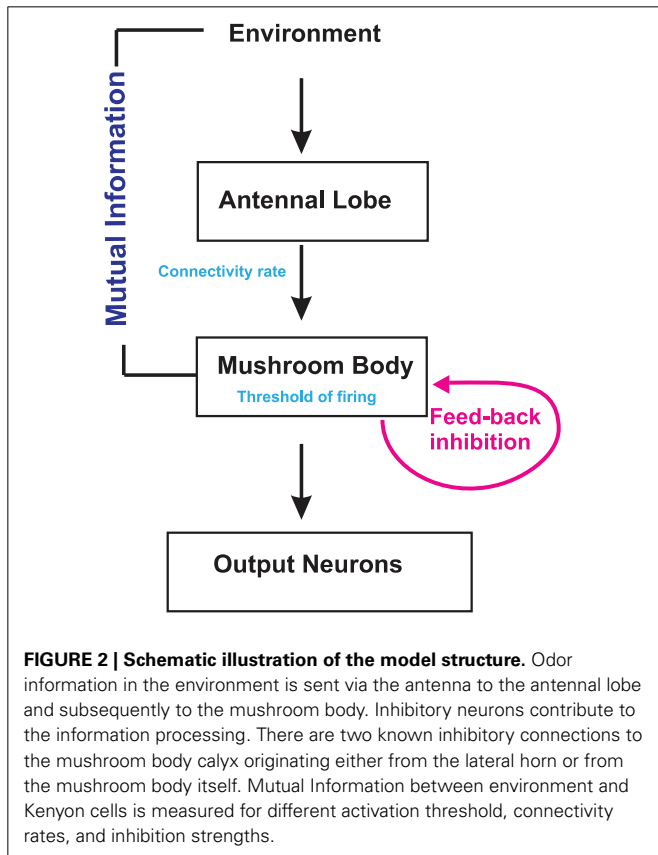 Environment
Mutual Information
Antennal Lobe
Connectivity rate
Mushroom Body
Threshold of firing
Feed-back
inhibition
Output Neurons
FIGURE 2 | Schematic illustration of the model structure. Odor
information in the environment is sent via the antenna to the antennal lobe
and subsequently to the mushroom body. Inhibitory neurons contribute to
the information processing. There are two known inhibitory connections to
the mushroom body calyx originating either from the lateral horn or from
the mushroom body itself. Mutual Information between environment and
Kenyon cells is measured for different activation threshold, connectivity
rates, and inhibition strengths.